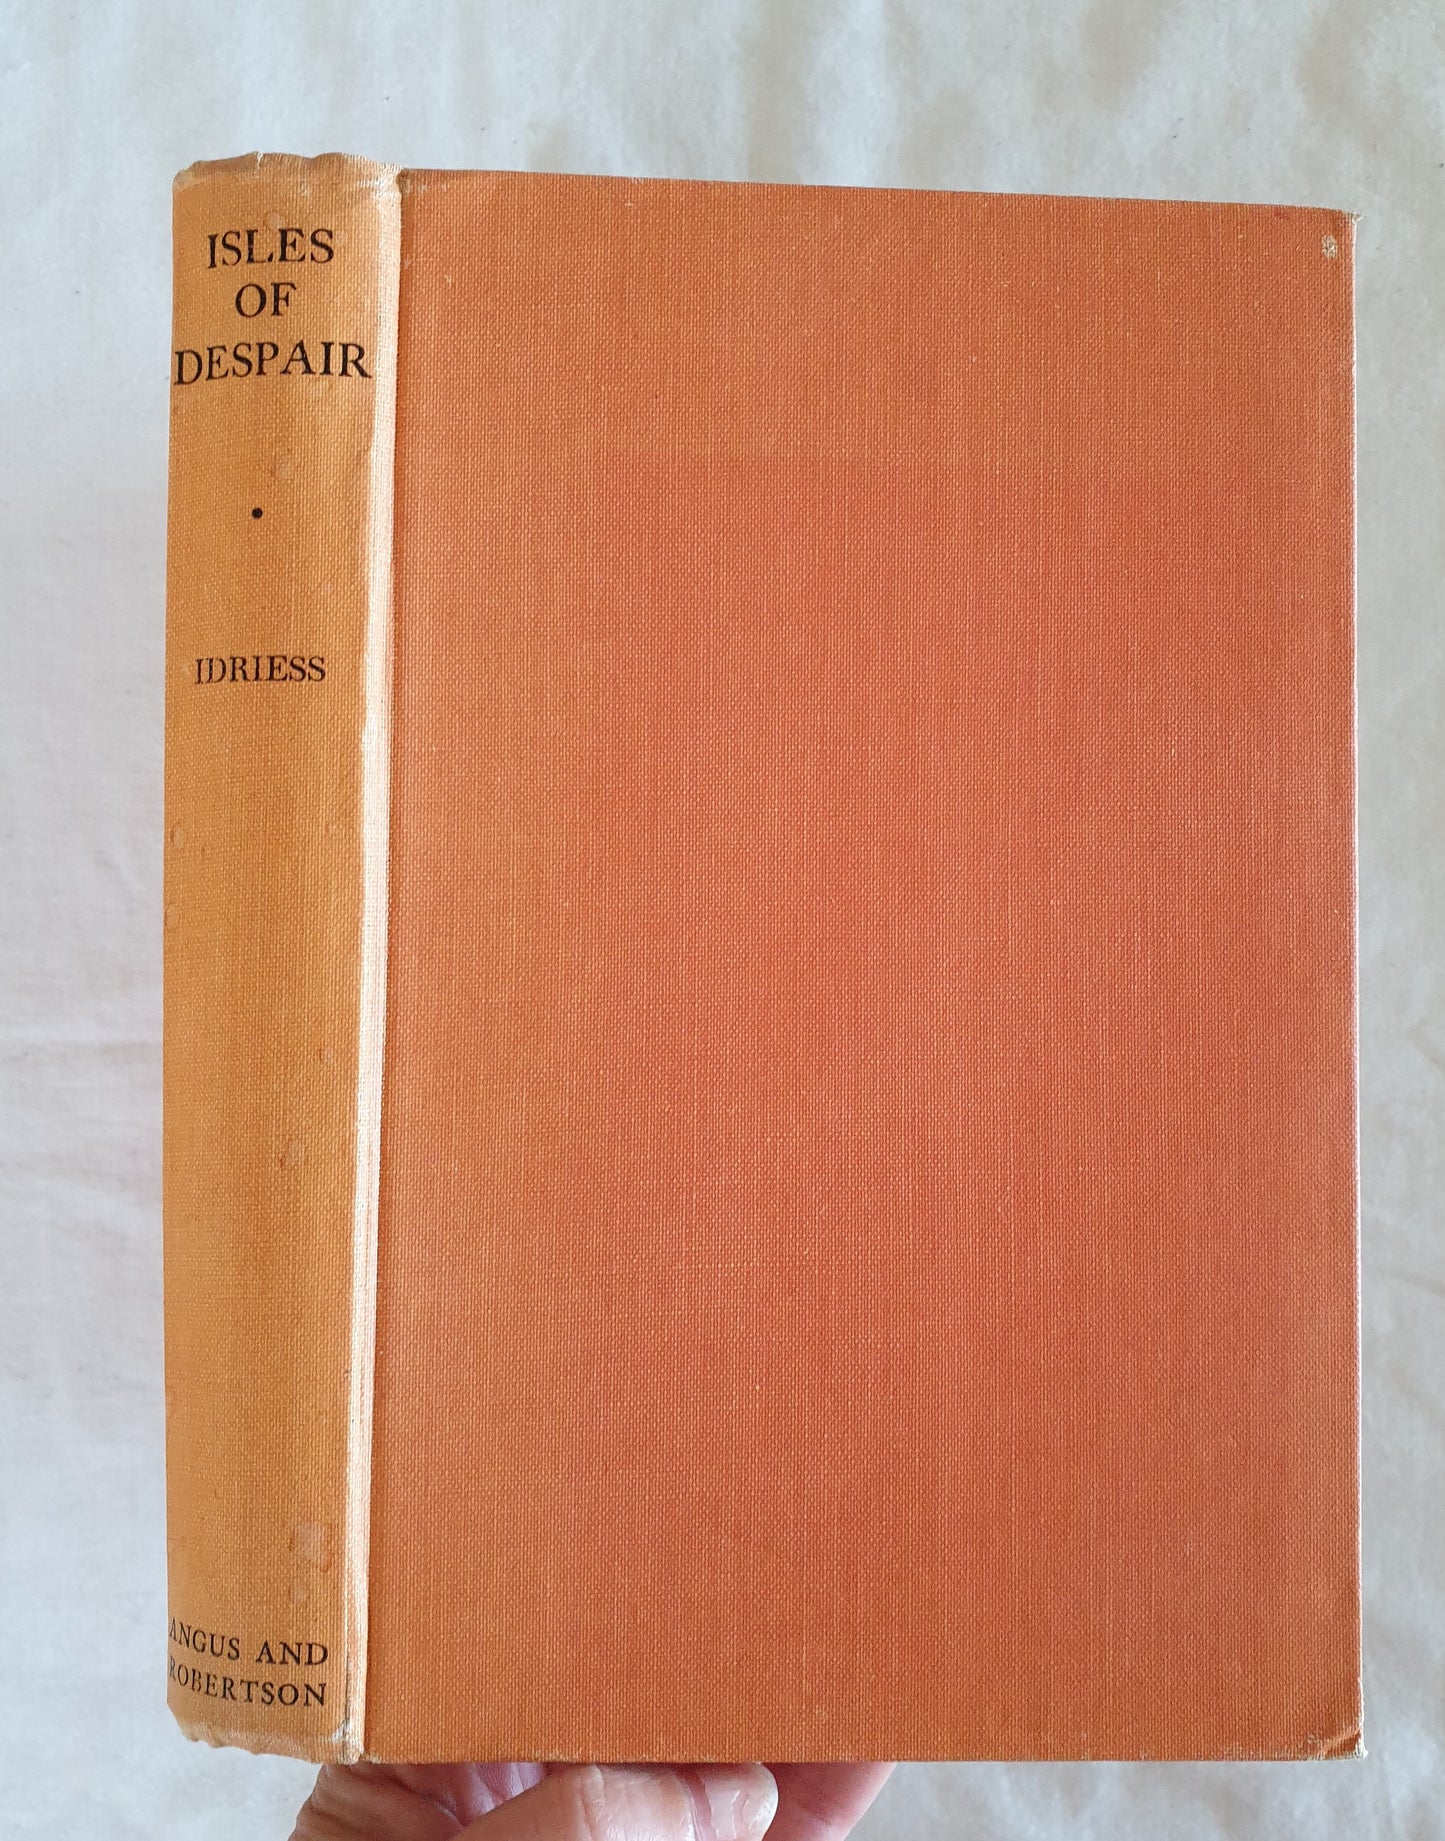 ISLES
OF
DESPAIR
•
IDRIESS
ANGUS AND
ROBERTSON